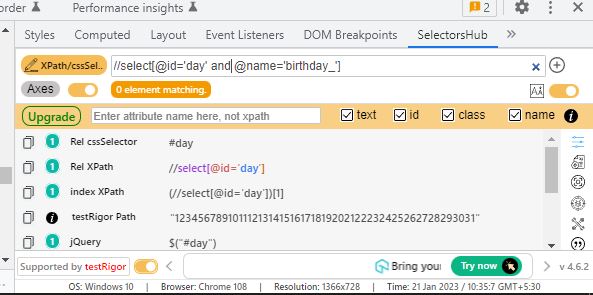 order Performance insights
Styles Computed Layout Event Listeners DOM Breakpoints SelectorsHub »
XPath/cssSel.. //select[@id='day' and @name='birthday_'] ×
Axes 0 element matching.
Upgrade Enter attribute name here, not xpath text id class name i
1 Rel cssSelector #day
1 Rel XPath //select[@id='day']
1 index XPath (//select[@id='day'])[1]
i testRigor Path "12345678910111213141516171819202122232425262728293031"
1 jQuery $("#day")
Supported by testRigor Bring your Try now v 4.6.2
OS: Windows 10 | Browser: Chrome 108 | Resolution: 1366x728 | Time: 21 Jan 2023 / 10:35:7 GMT+5:30